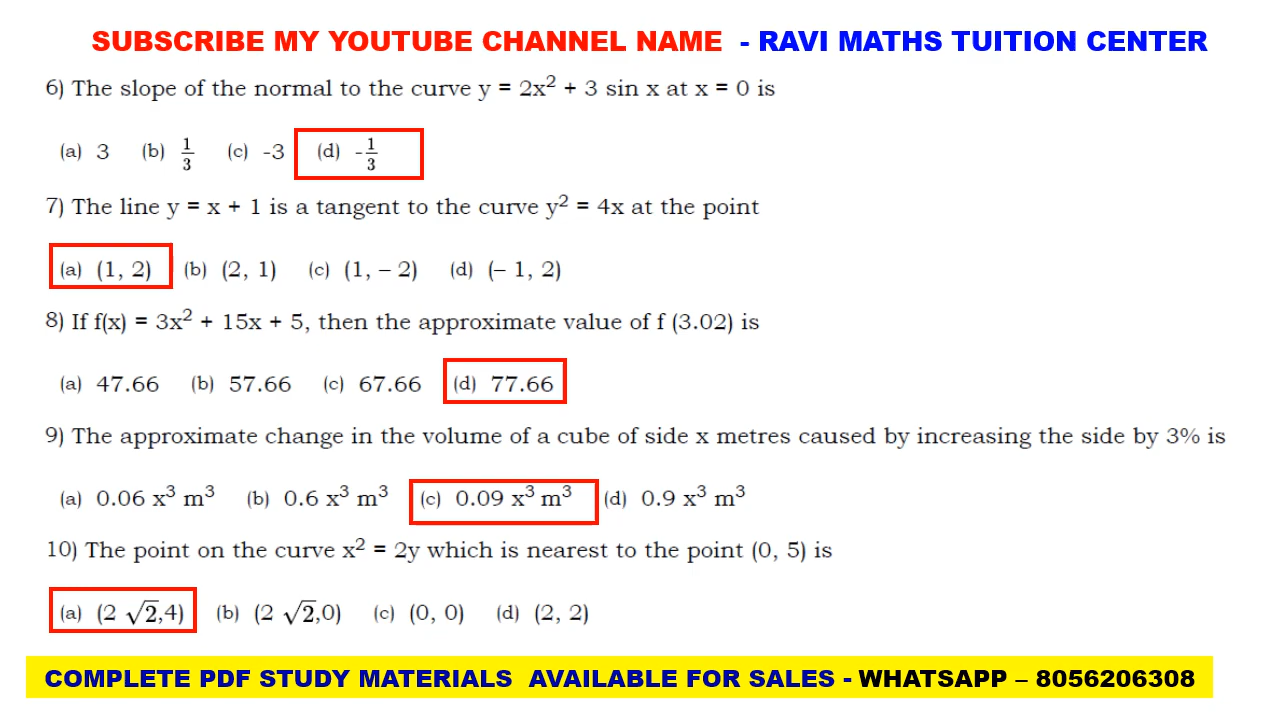 SUBSCRIBE MY YOUTUBE CHANNEL NAME - RAVI MATHS TUITION CENTER
6) The slope of the normal to the curve y = 2x² + 3 sin x at x = 0 is
(a) 3 (b) 1/3 (c) -3 (d) -1/3
7) The line y = x + 1 is a tangent to the curve y² = 4x at the point
(a) (1, 2) (b) (2, 1) (c) (1, – 2) (d) (– 1, 2)
8) If f(x) = 3x² + 15x + 5, then the approximate value of f (3.02) is
(a) 47.66 (b) 57.66 (c) 67.66 (d) 77.66
9) The approximate change in the volume of a cube of side x metres caused by increasing the side by 3% is
(a) 0.06 x³ m³ (b) 0.6 x³ m³ (c) 0.09 x³ m³ (d) 0.9 x³ m³
10) The point on the curve x² = 2y which is nearest to the point (0, 5) is
(a) (2 √2,4) (b) (2 √2,0) (c) (0, 0) (d) (2, 2)
COMPLETE PDF STUDY MATERIALS AVAILABLE FOR SALES - WHATSAPP – 8056206308